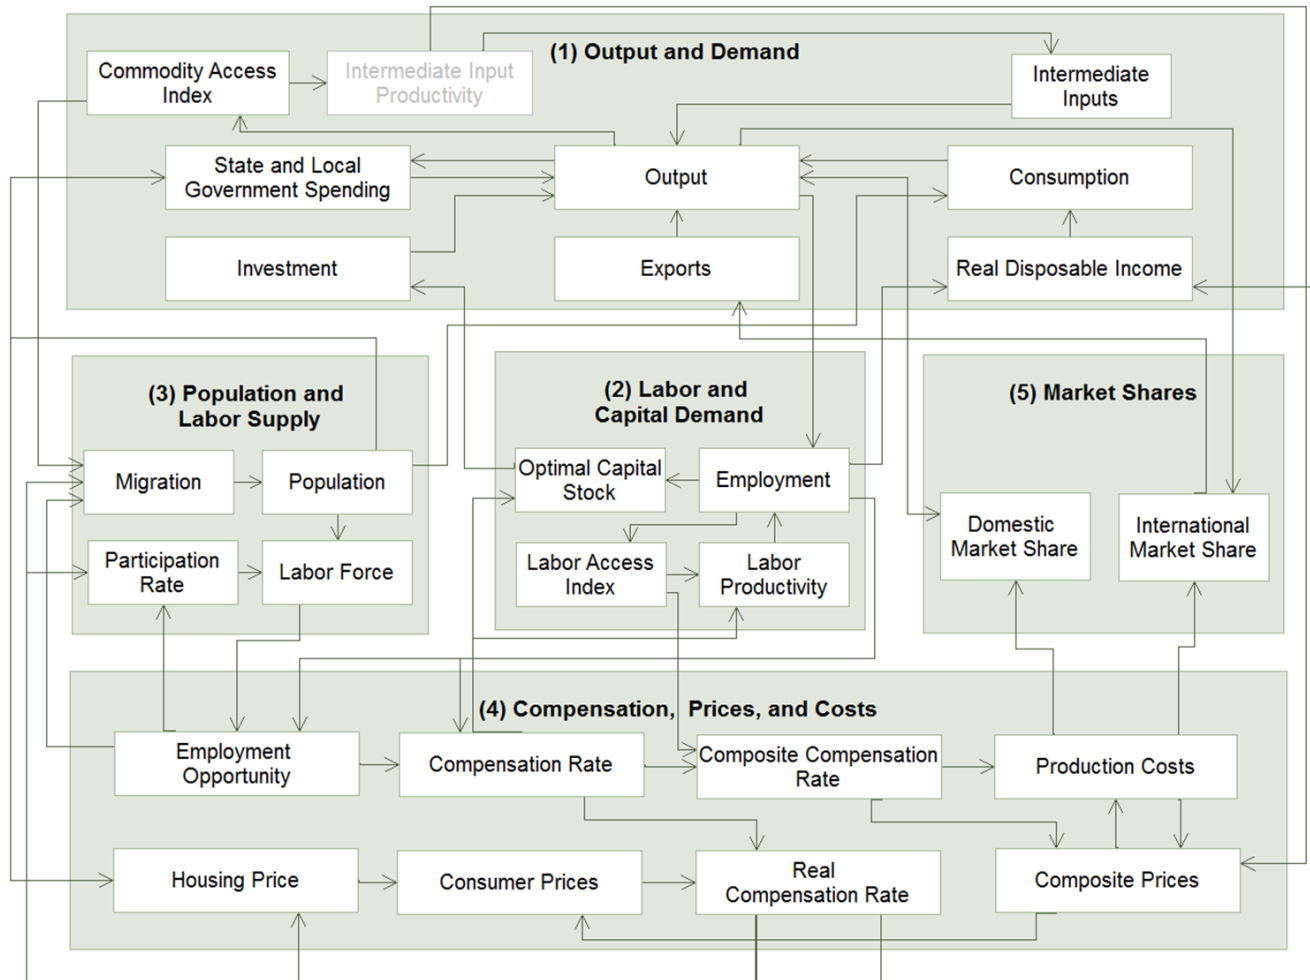 (1) Output and Demand
Commodity Access
Index
Intermediate Input
Productivity
Intermediate
Inputs
State and Local
Government Spending
Output
Consumption
Investment
Exports
Real Disposable Income
(3) Population and
Labor Supply
Migration
Population
Participation
Rate
Labor Force
(2) Labor and
Capital Demand
Optimal Capital
Stock
Employment
Labor Access
Index
Labor
Productivity
(5) Market Shares
Domestic
Market Share
International
Market Share
(4) Compensation, Prices, and Costs
Employment
Opportunity
Compensation Rate
Composite Compensation
Rate
Production Costs
Housing Price
Consumer Prices
Real
Compensation Rate
Composite Prices